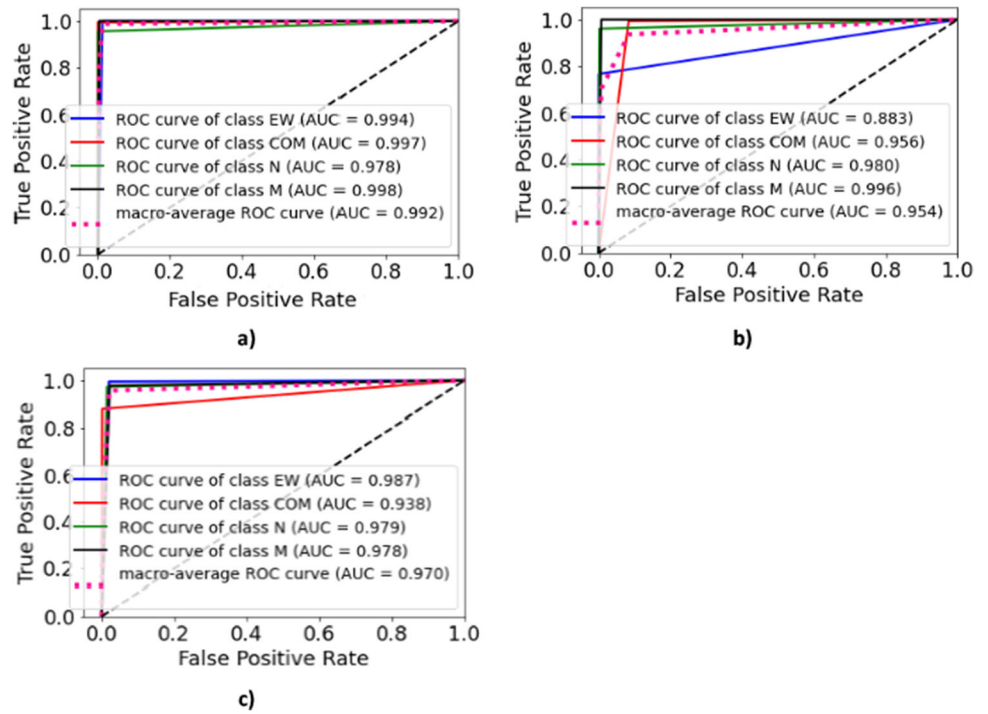 True Positive Rate
1.0
0.8
0.6
0.4
0.2
0.0
ROC curve of class EW (AUC = 0.994)
ROC curve of class COM (AUC = 0.997)
ROC curve of class N (AUC = 0.978)
ROC curve of class M (AUC = 0.998)
macro-average ROC curve (AUC = 0.992)
0.0 0.2 0.4 0.6 0.8 1.0
False Positive Rate
a)
True Positive Rate
1.0
0.8
0.6
0.4
0.2
0.0
ROC curve of class EW (AUC = 0.883)
ROC curve of class COM (AUC = 0.956)
ROC curve of class N (AUC = 0.980)
ROC curve of class M (AUC = 0.996)
macro-average ROC curve (AUC = 0.954)
0.0 0.2 0.4 0.6 0.8 1.0
False Positive Rate
b)
True Positive Rate
1.0
0.8
0.6
0.4
0.2
0.0
ROC curve of class EW (AUC = 0.987)
ROC curve of class COM (AUC = 0.938)
ROC curve of class N (AUC = 0.979)
ROC curve of class M (AUC = 0.978)
macro-average ROC curve (AUC = 0.970)
0.0 0.2 0.4 0.6 0.8 1.0
False Positive Rate
c)